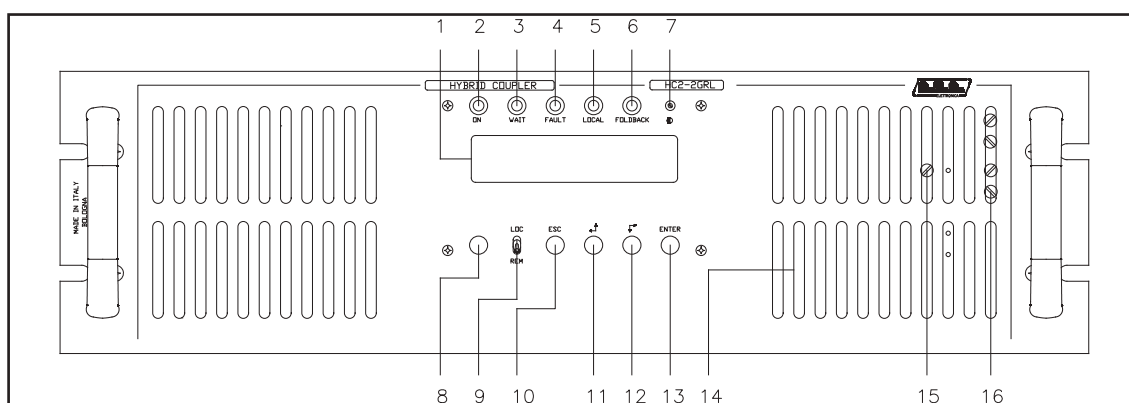 1 2 3 4 5 6 7
HYBRID COUPLER
HC2-2GRL
ELETTRONICA
ON WAIT FAULT LOCAL FOLDBACK
MADE IN ITALY
BOLOGNA
LOC ESC ENTER
REM
8 9 10 11 12 13 14 15 16